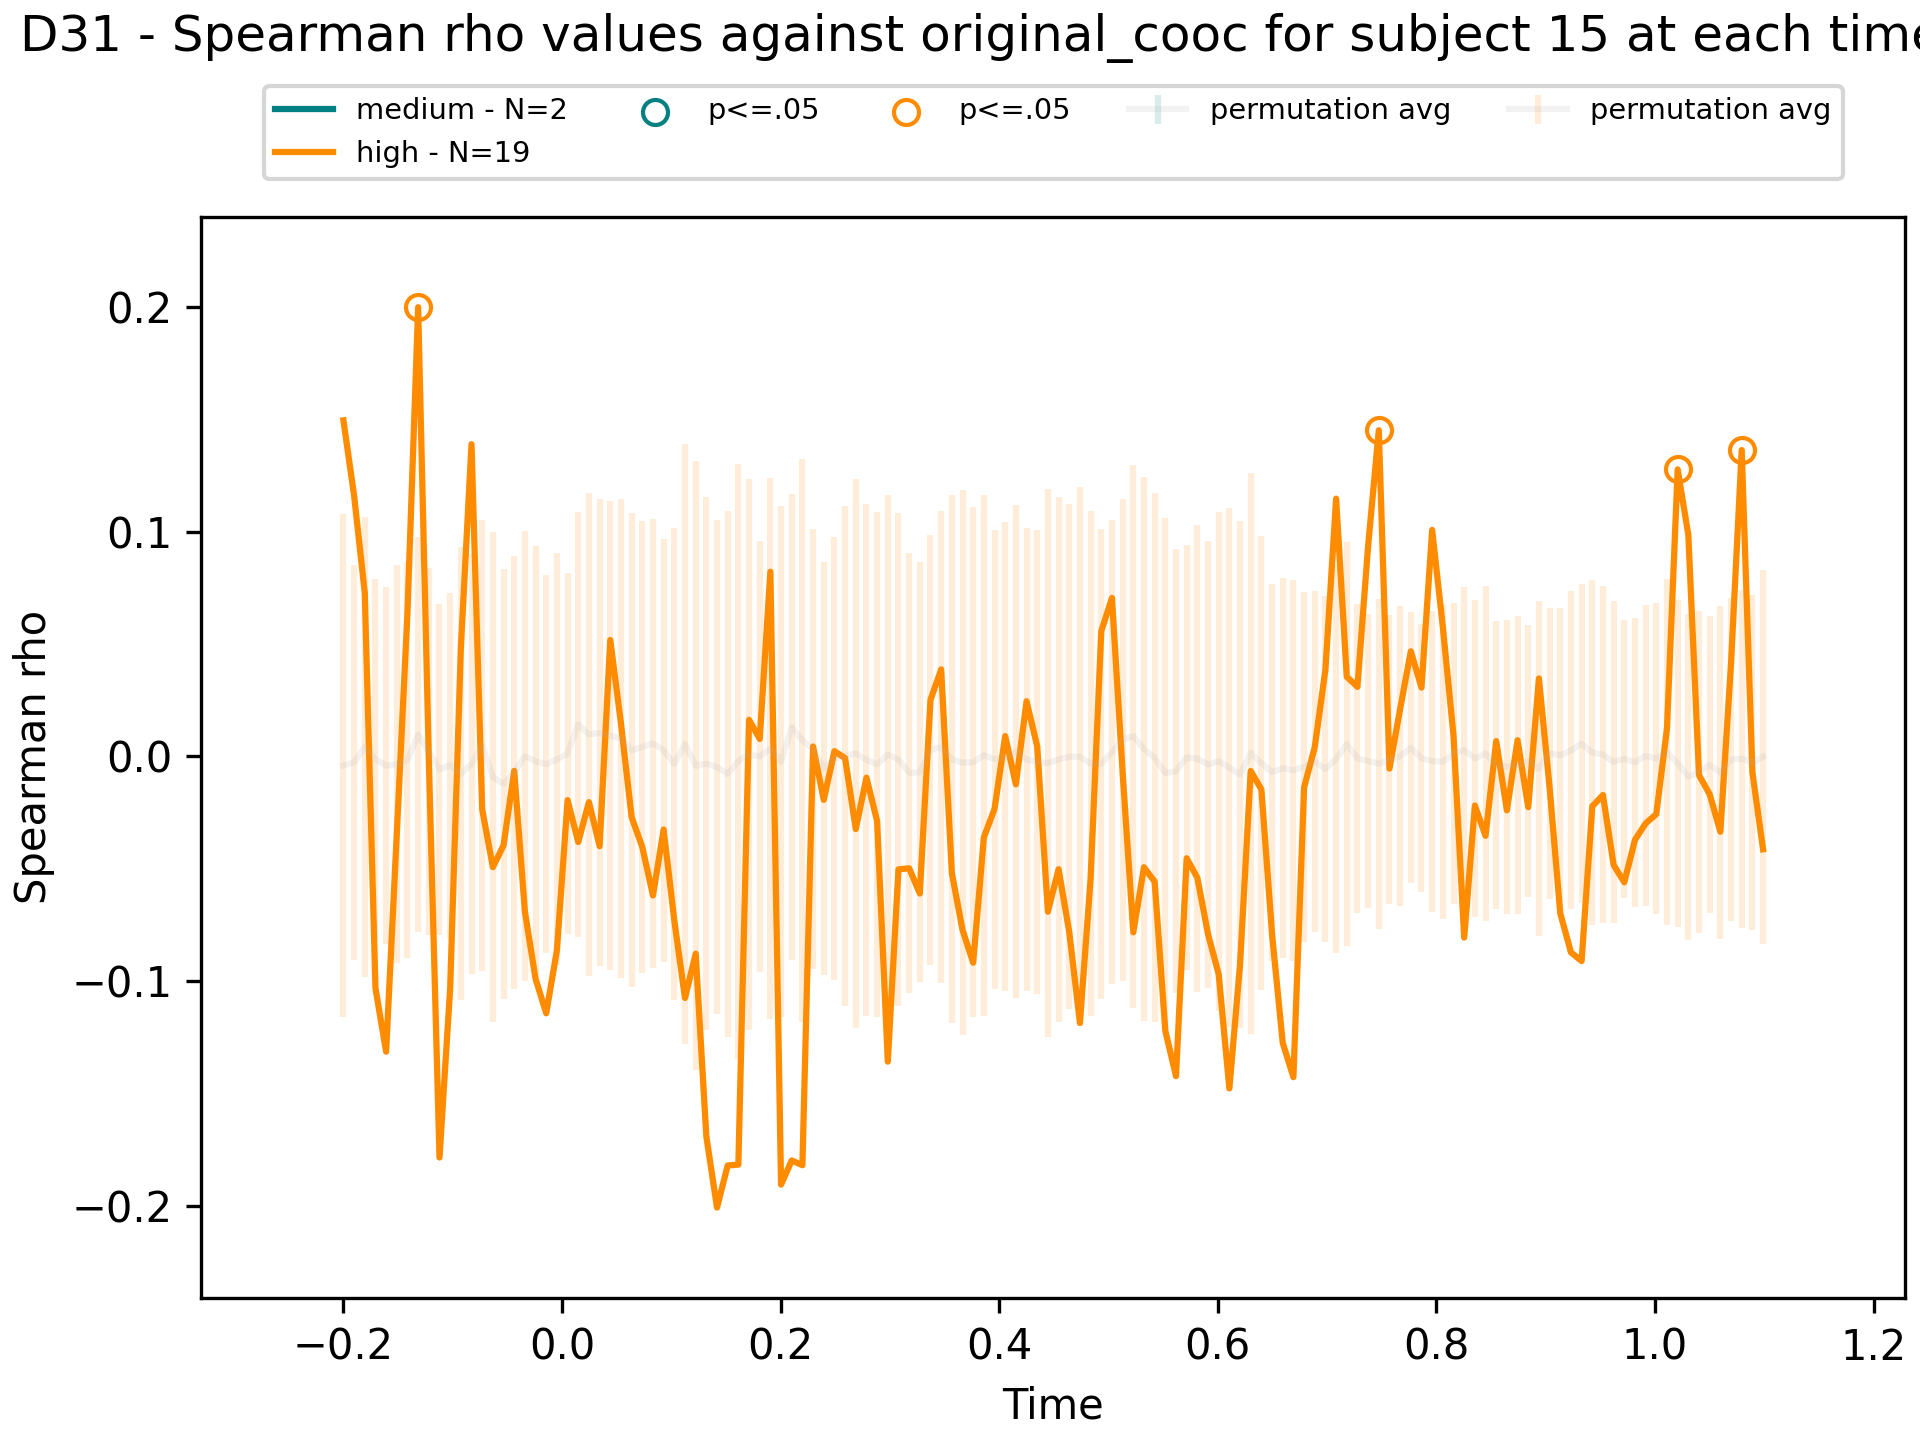 D31 - Spearman rho values against original_cooc for subject 15 at each time
medium - N=2
high - N=19
p<=.05
p<=.05
permutation avg
permutation avg
Spearman rho
0.2
0.1
0.0
−0.1
−0.2
−0.2 0.0 0.2 0.4 0.6 0.8 1.0 1.2
Time